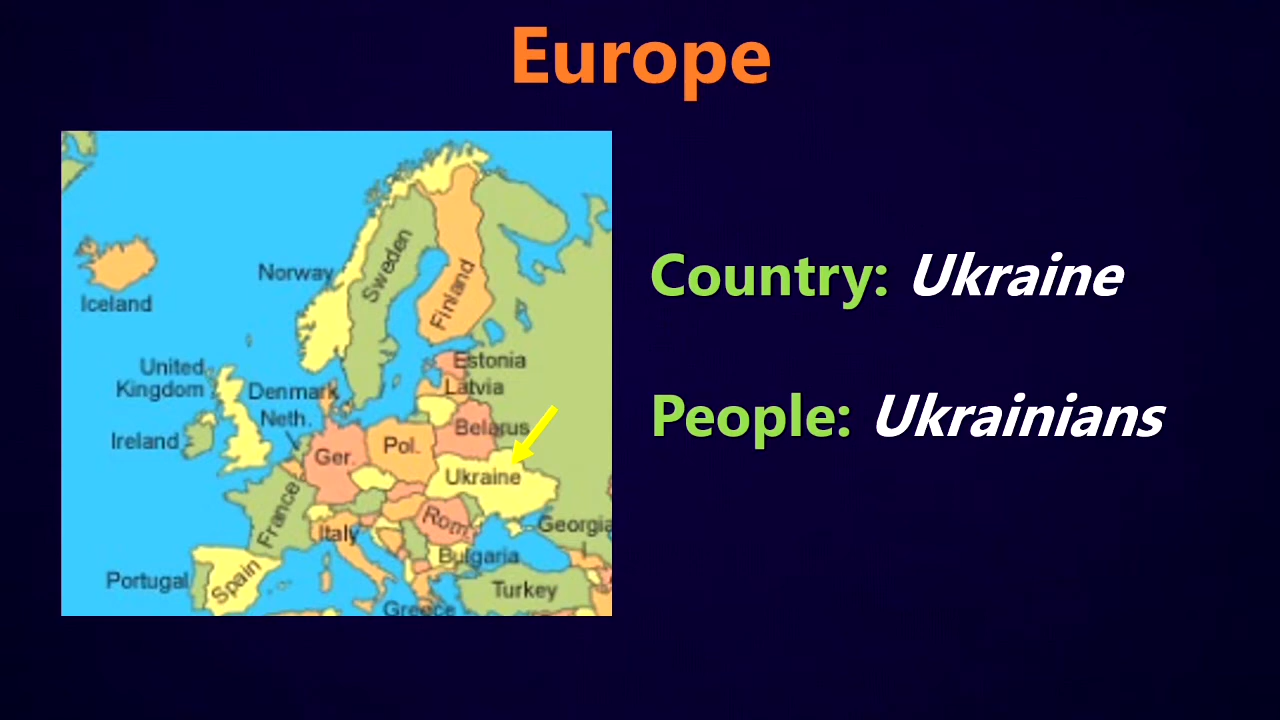 Europe
Country: Ukraine
People: Ukrainians
Iceland
Norway
Sweden
Finland
United
Kingdom
Ireland
Denmark
Neth.
Estonia
Latvia
Belarus
Ger.
Pol.
Ukraine
France
Italy
Rom.
Georgia
Bulgaria
Portugal
Spain
Turkey
Greece